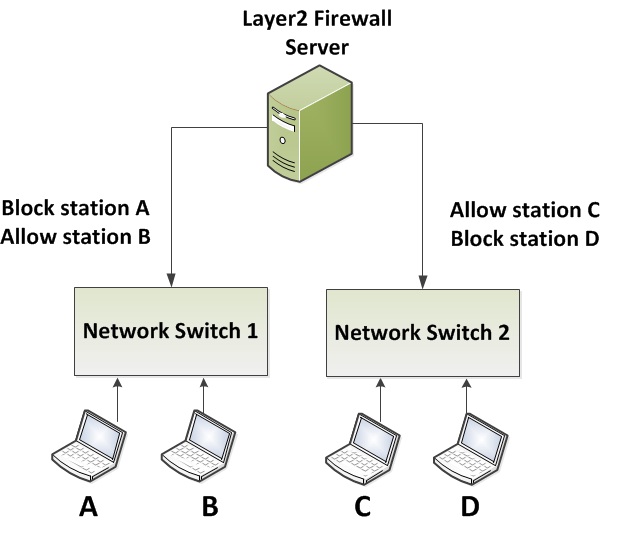 Layer2 Firewall
Server
Block station A
Allow station B
Allow station C
Block station D
Network Switch 1
Network Switch 2
A
B
C
D